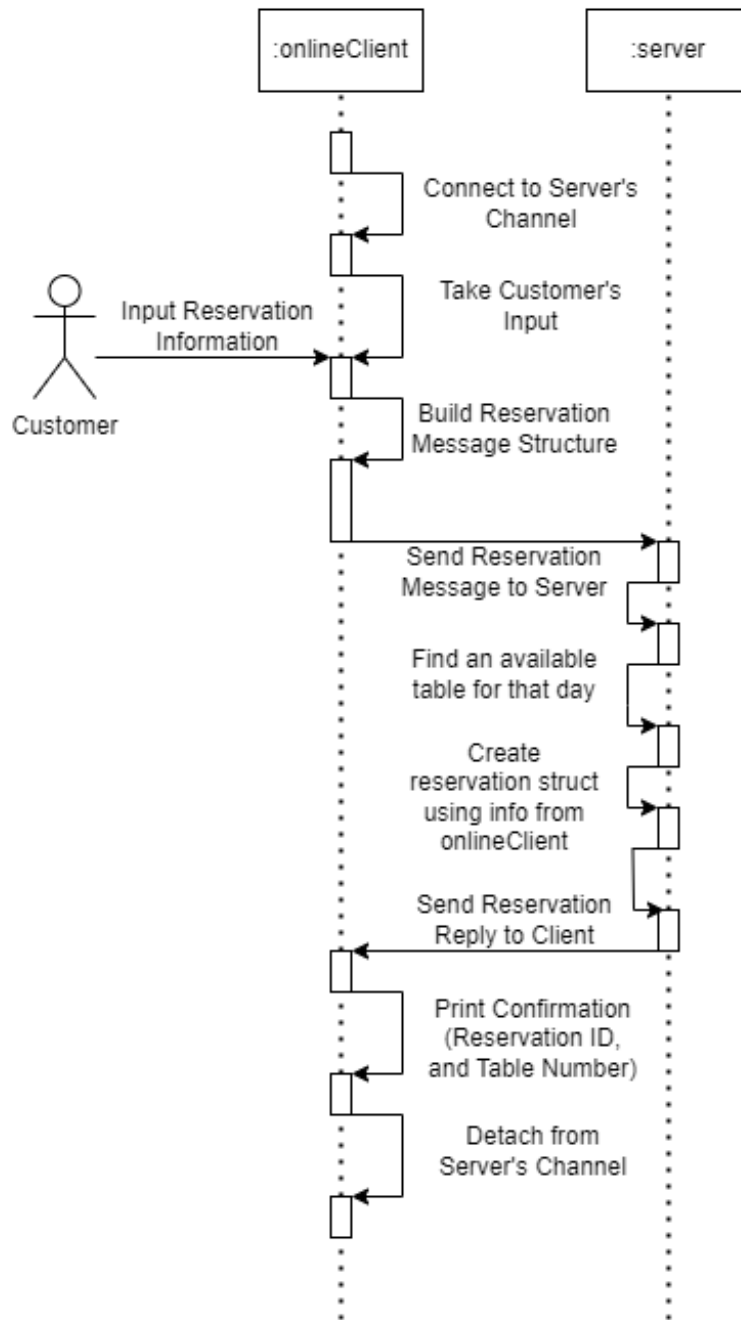 :onlineClient
:server
Connect to Server's
Channel
Take Customer's
Input
Input Reservation
Information
Customer
Build Reservation
Message Structure
Send Reservation
Message to Server
Find an available
table for that day
Create
reservation struct
using info from
onlineClient
Send Reservation
Reply to Client
Print Confirmation
(Reservation ID,
and Table Number)
Detach from
Server's Channel